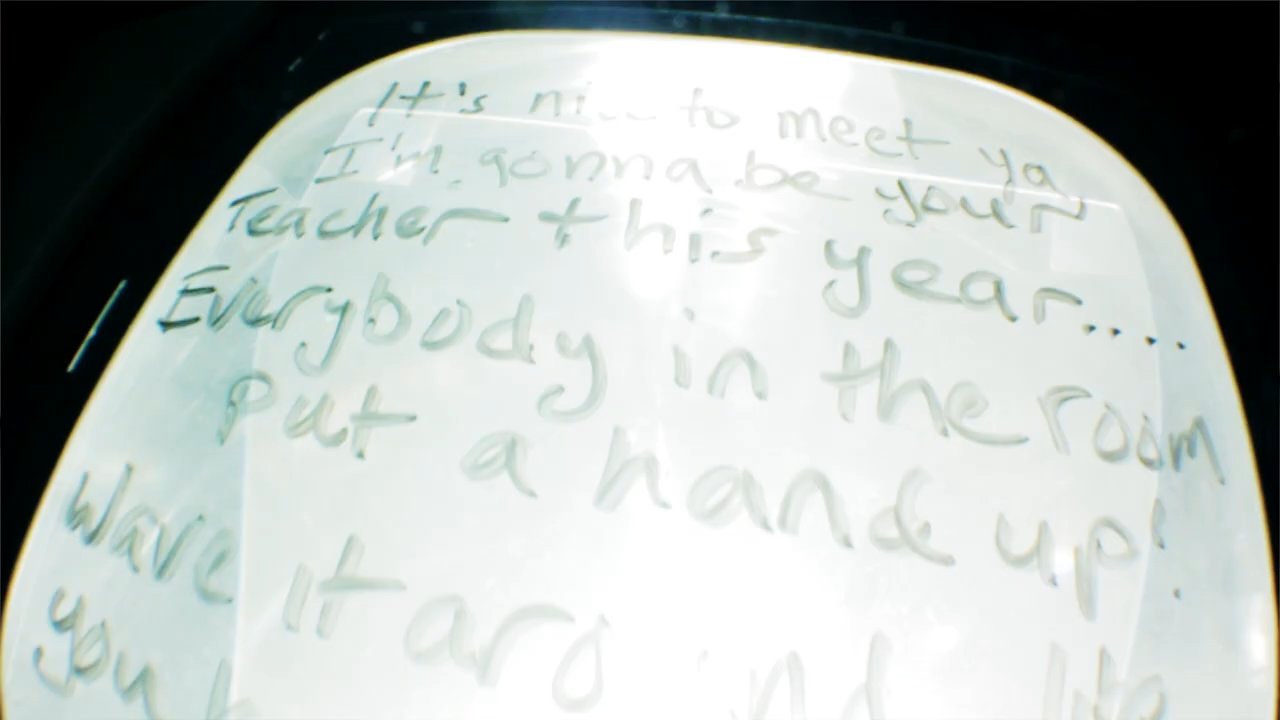 It's to meet ya
I'm gonna be your
Teacher this year.....
Everybody in the room
Put a hand up!
Wave it
you